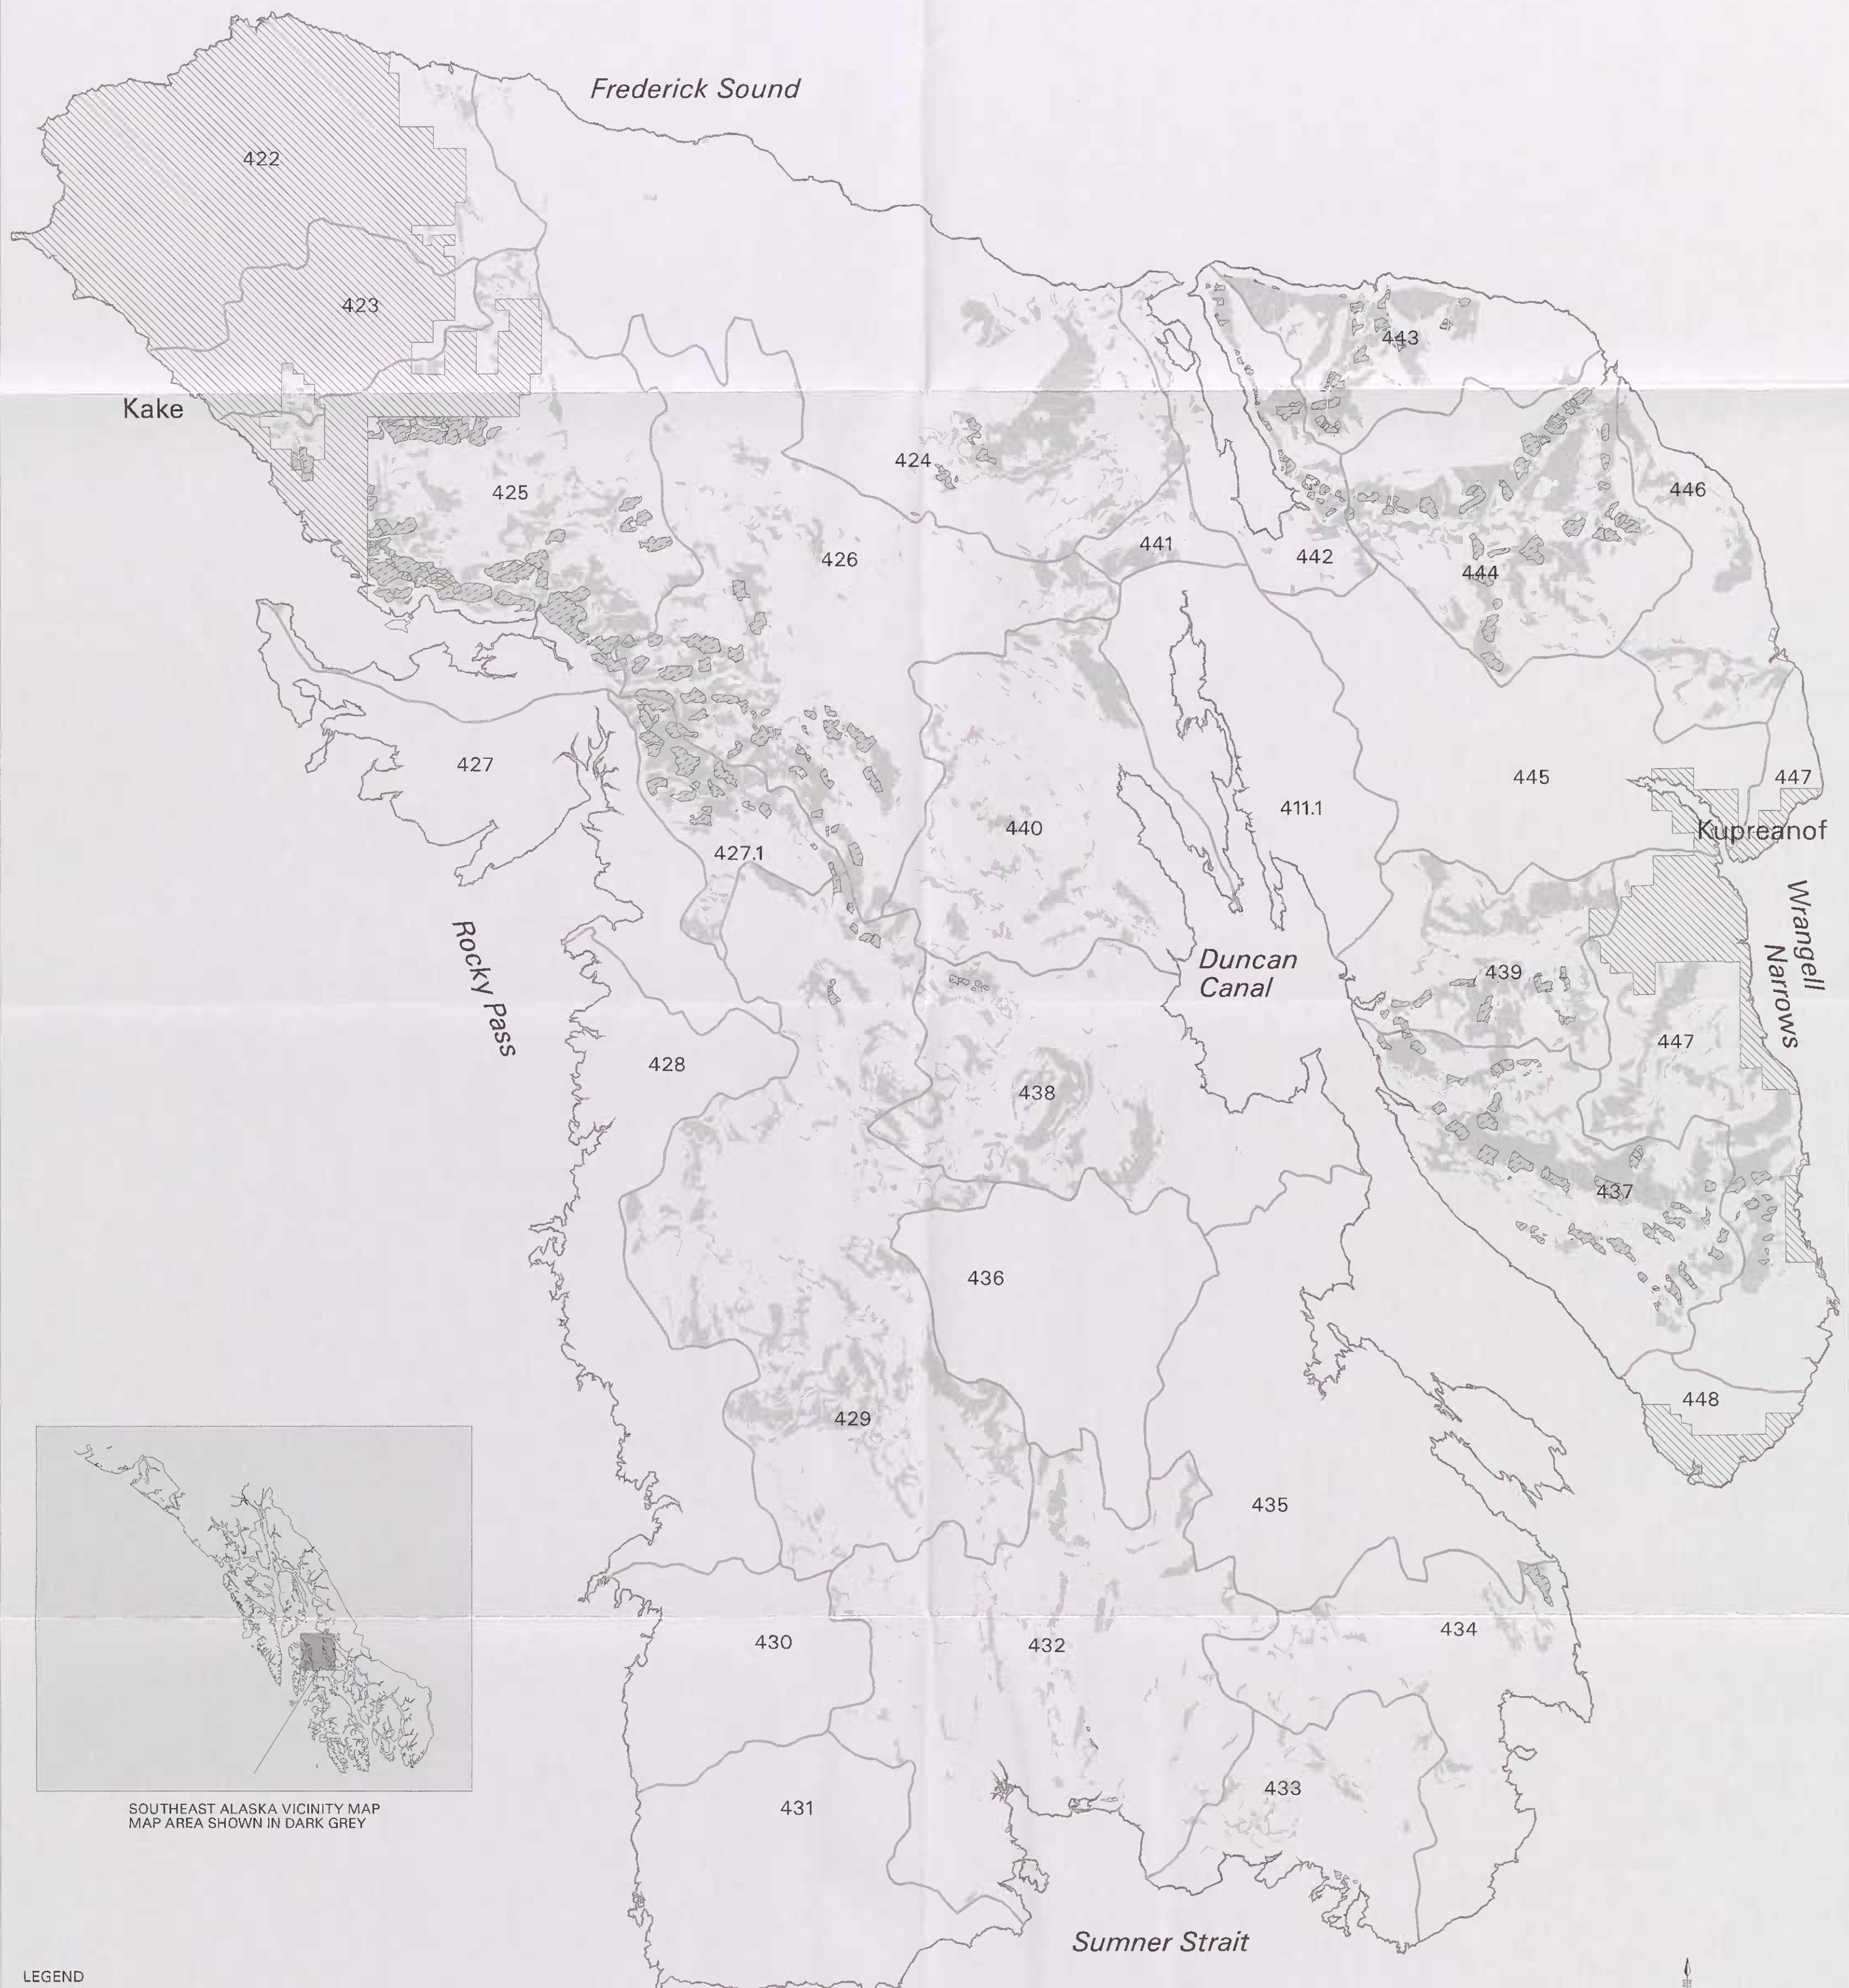 Frederick Sound
422
423
443
Kake
424
425
446
441
426
442
444
427
445
447
411.1
440
Kupreanof
427.1
Wrangell
Narrows
Rocky Pass
Duncan
Canal
439
447
428
438
437
436
448
429
435
430
432
434
433
431
SOUTHEAST ALASKA VICINITY MAP
MAP AREA SHOWN IN DARK GREY
Sumner Strait
LEGEND